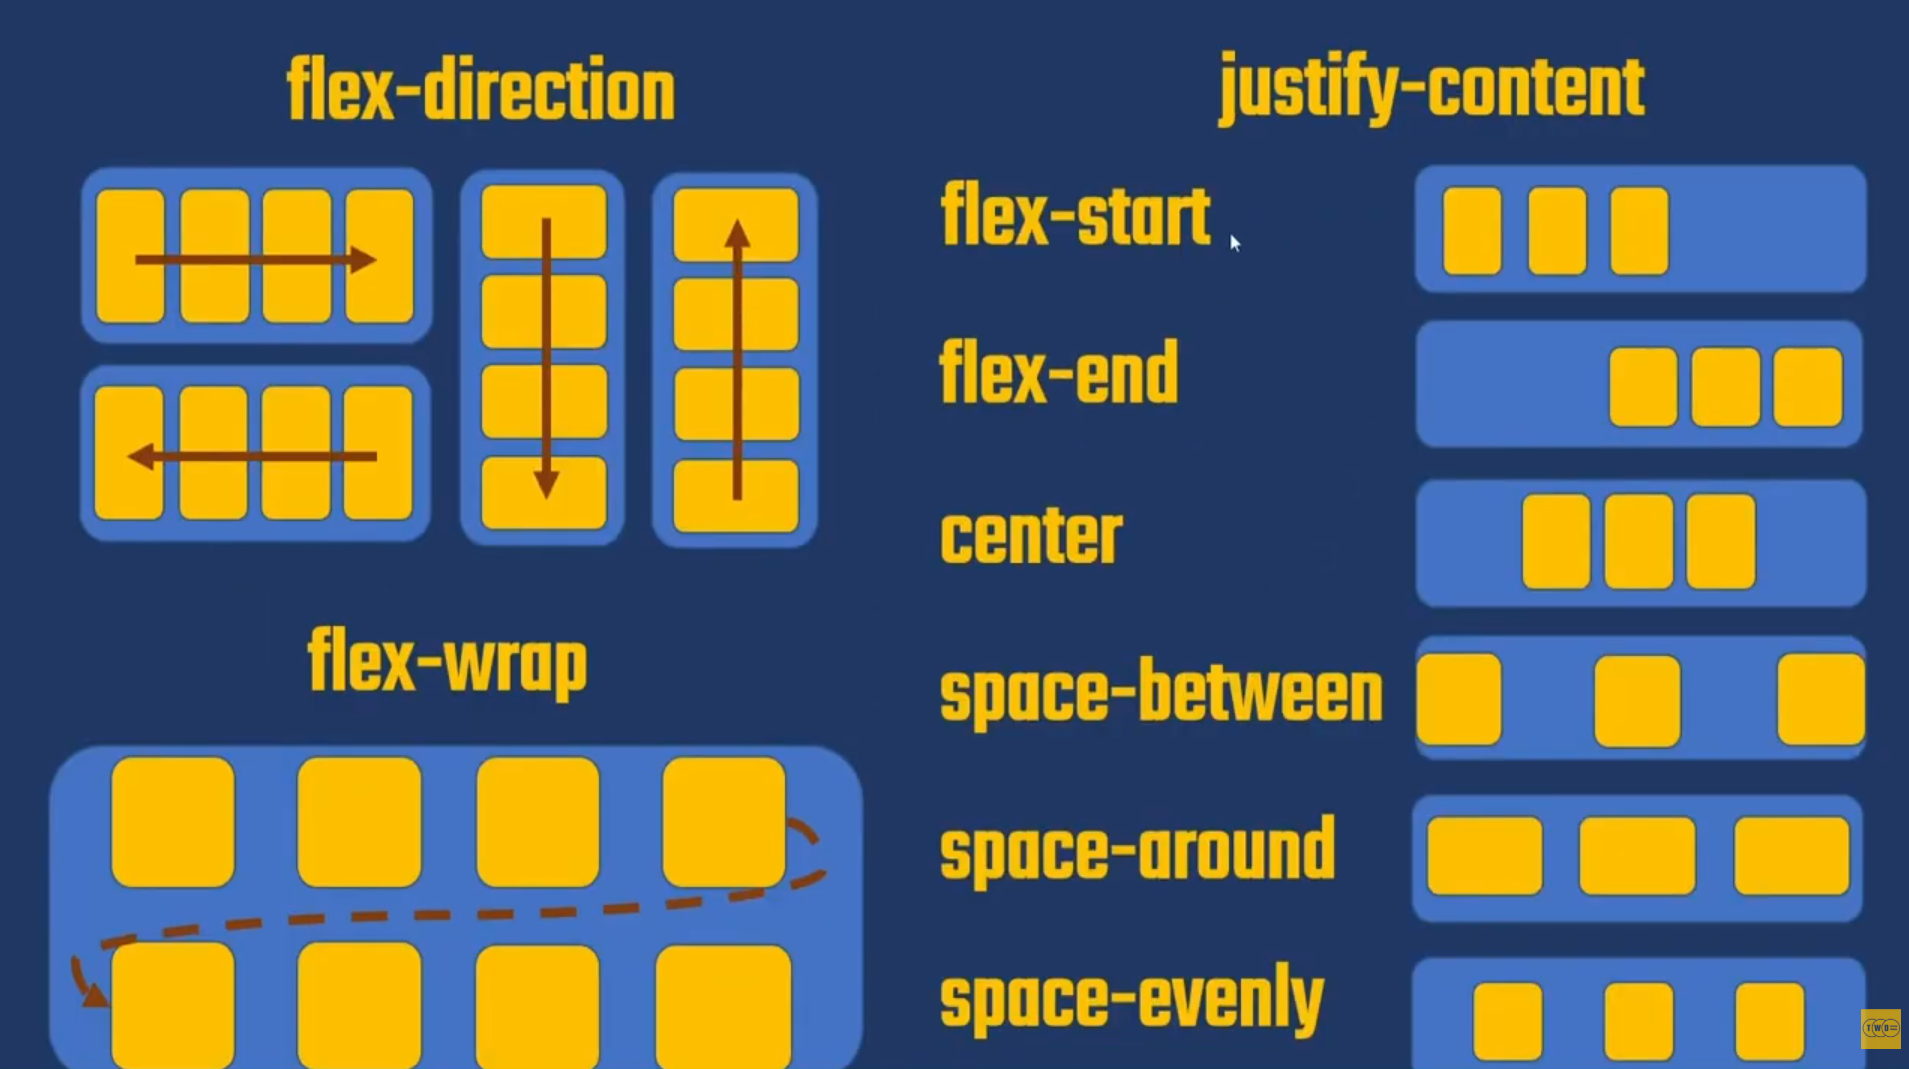 flex-direction
flex-wrap
justify-content
flex-start
flex-end
center
space-between
space-around
space-evenly